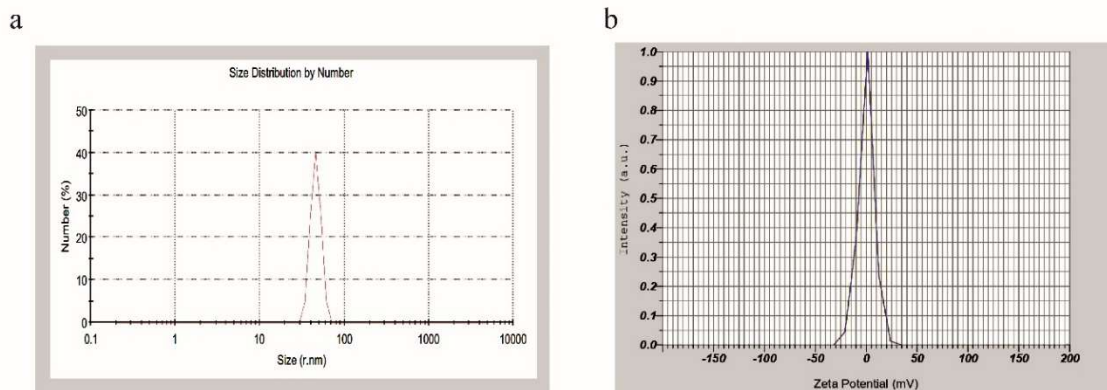 a
b
Size Distribution by Number
50
40
30
20
10
0
Number (%)
0.1 1 10 100 1000 10000
Size (r.nm)
1.0
0.9
0.8
0.7
0.6
0.5
0.4
0.3
0.2
0.1
0.0
Intensity (a.u.)
-150 -100 -50 0 50 100 150 200
Zeta Potential (mV)